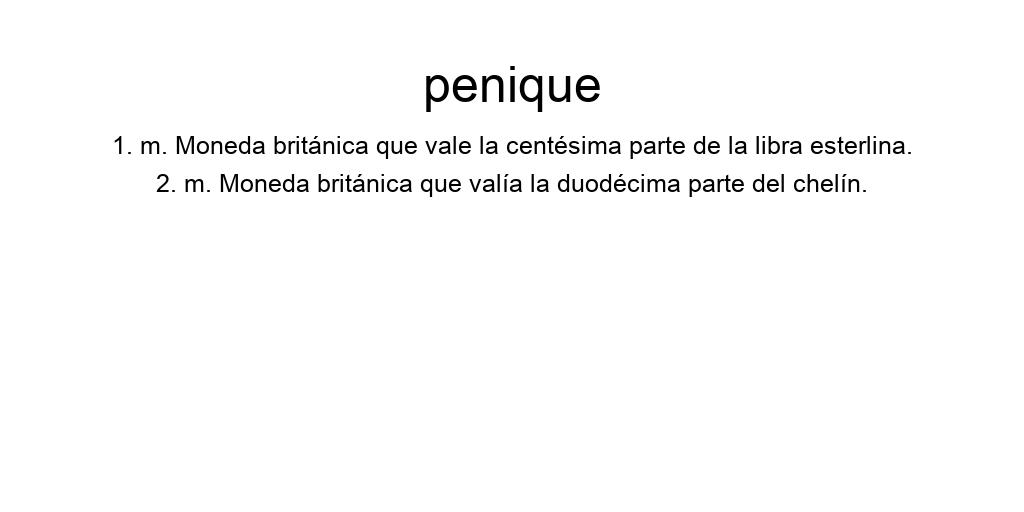 penique
1. m. Moneda británica que vale la centésima parte de la libra esterlina.
2. m. Moneda británica que valía la duodécima parte del chelín.